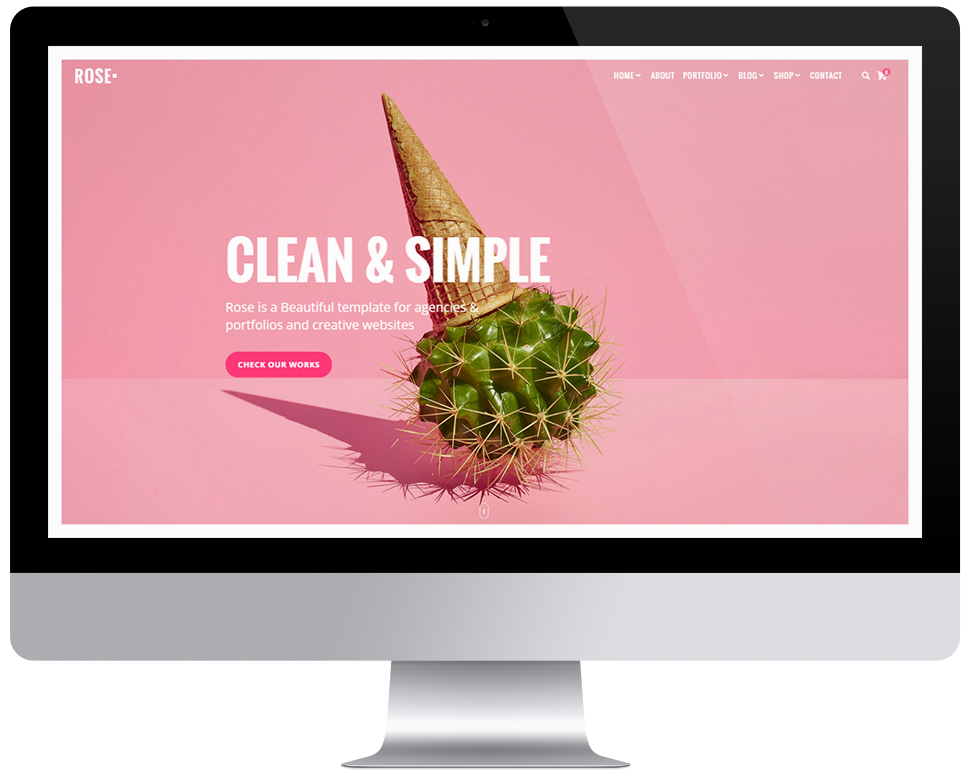 ROSE
HOME ABOUT PORTFOLIO BLOG SHOP CONTACT
CLEAN & SIMPLE
Rose is a Beautiful template for agencies &
portfolios and creative websites
CHECK OUR WORKS